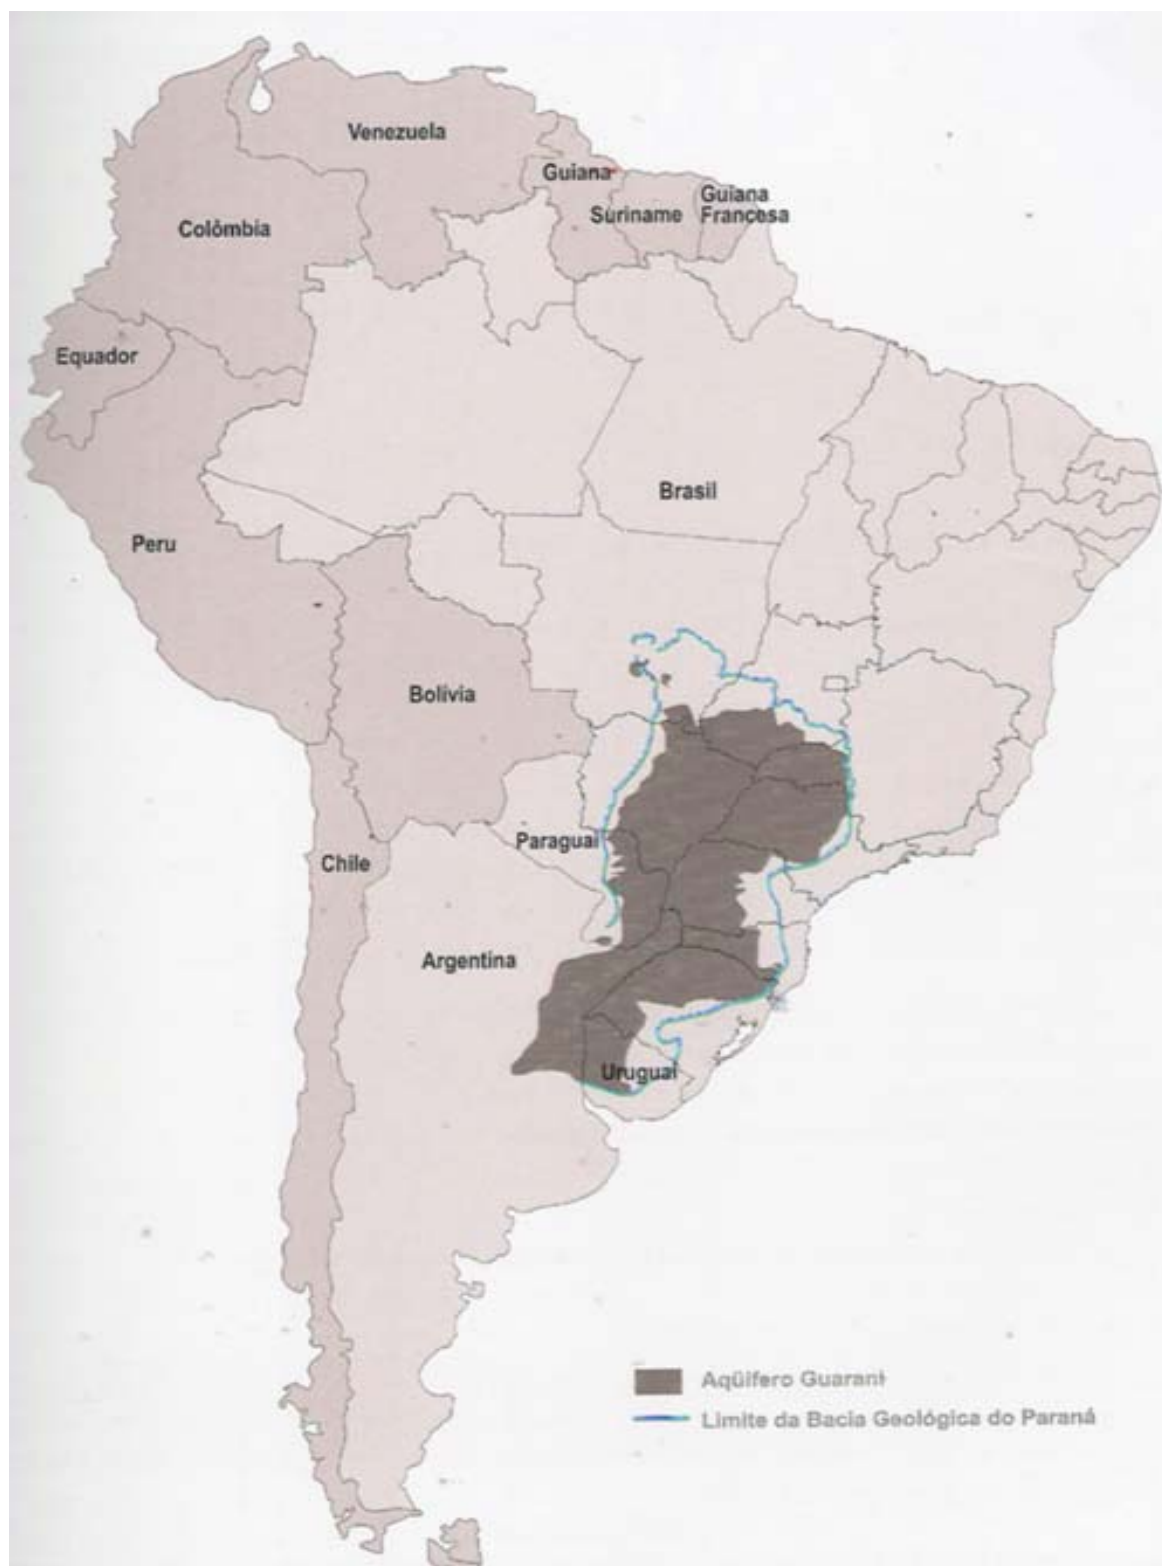 Venezuela
Guiana
Suriname
Guiana
Francesa
Colômbia
Equador
Brasil
Peru
Bolívia
Paraguai
Chile
Argentina
Uruguai
Aqüífero Guarani
Limite da Bacia Geológica do Paraná